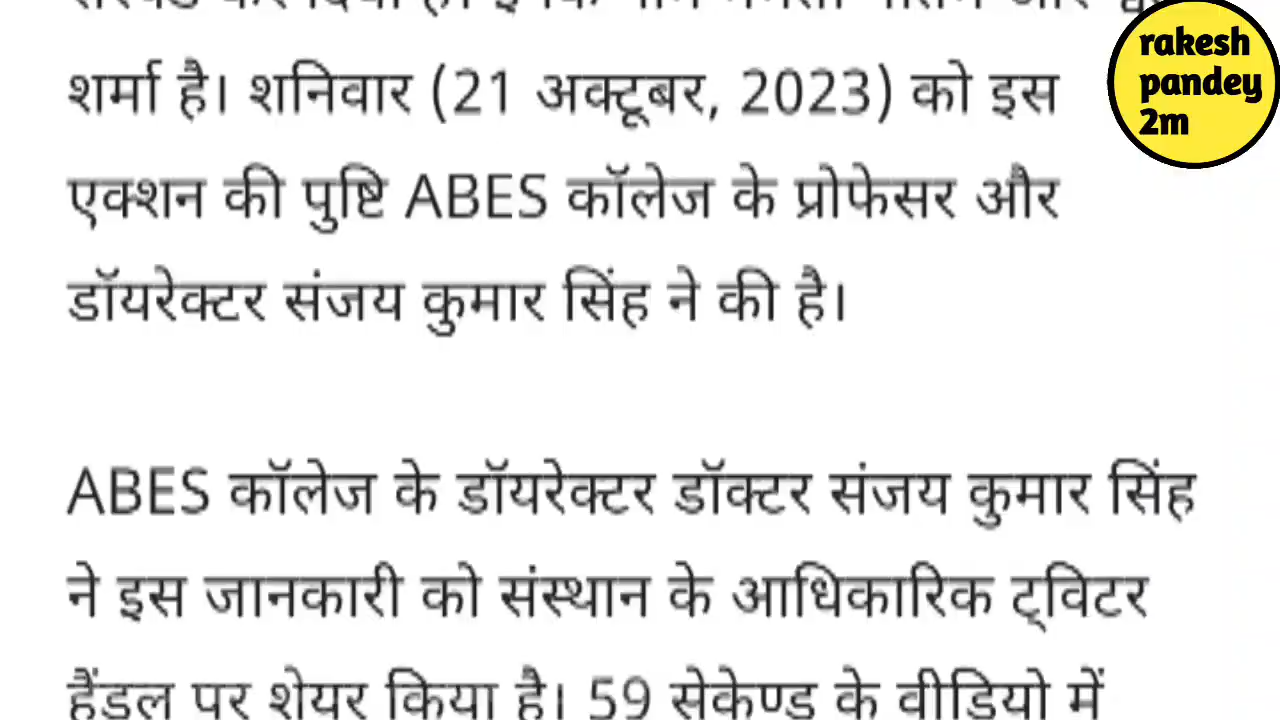 शर्मा है। शनिवार (21 अक्टूबर, 2023) को इस
एक्शन की पुष्टि ABES कॉलेज के प्रोफेसर और
डॉयरेक्टर संजय कुमार सिंह ने की है।
ABES कॉलेज के डॉयरेक्टर डॉक्टर संजय कुमार सिंह
ने इस जानकारी को संस्थान के आधिकारिक ट्विटर
हैंडल पर शेयर किया है। 59 सेकेण्ड के वीडियो में
rakesh
pandey
2m